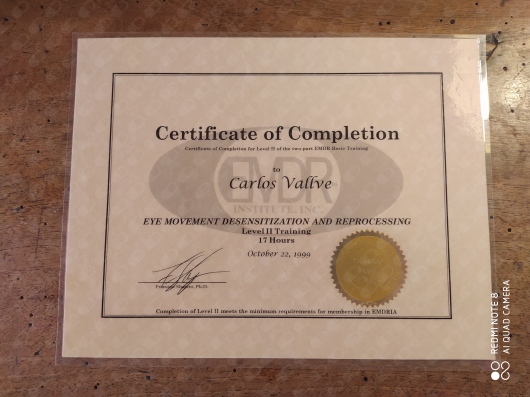 Certificate of Completion
Certificate of Completion for Level II of the two part EMDR Basic Training
to
EMDR
Carlos Vallve
INSTITUTE, INC.
EYE MOVEMENT DESENSITIZATION AND REPROCESSING
Level II Training
17 Hours
October 22, 1999
Ph.D.
Completion of Level II meets the minimum requirements for membership in EMDRIA
REDMI NOTE 8
AI QUAD CAMERA